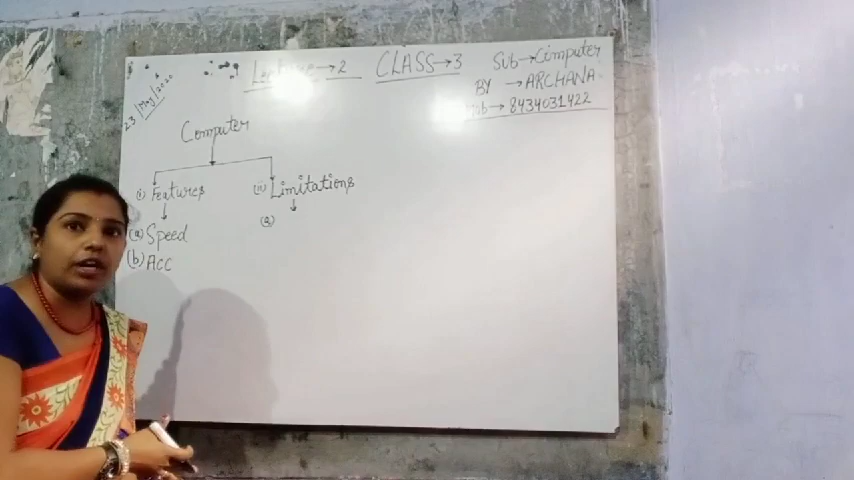 Lecture → 2 CLASS → 3 Sub → Computer
BY → ARCHANA
Mob → 8434031422
23 | May | 2020
Computer
(i) Features (ii) Limitations
(a) Speed (a)
(b) Acc